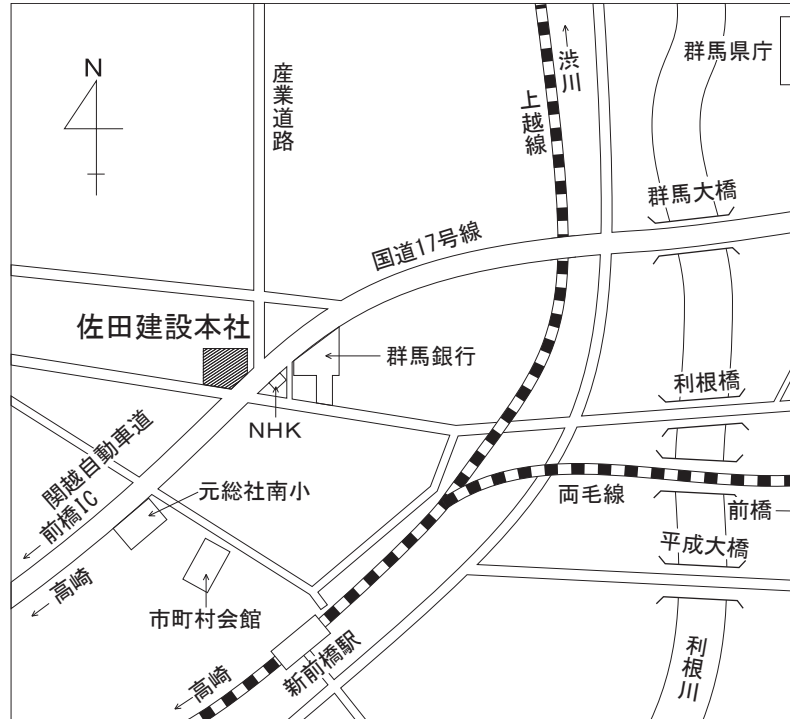 群馬県庁
渋川
産業道路
N
上越線
群馬大橋
国道17号線
佐田建設本社
群馬銀行
利根橋
NHK
関越自動車道
前橋IC
元総社南小
両毛線
前橋
平成大橋
高崎
市町村会館
新前橋駅
利根川
高崎